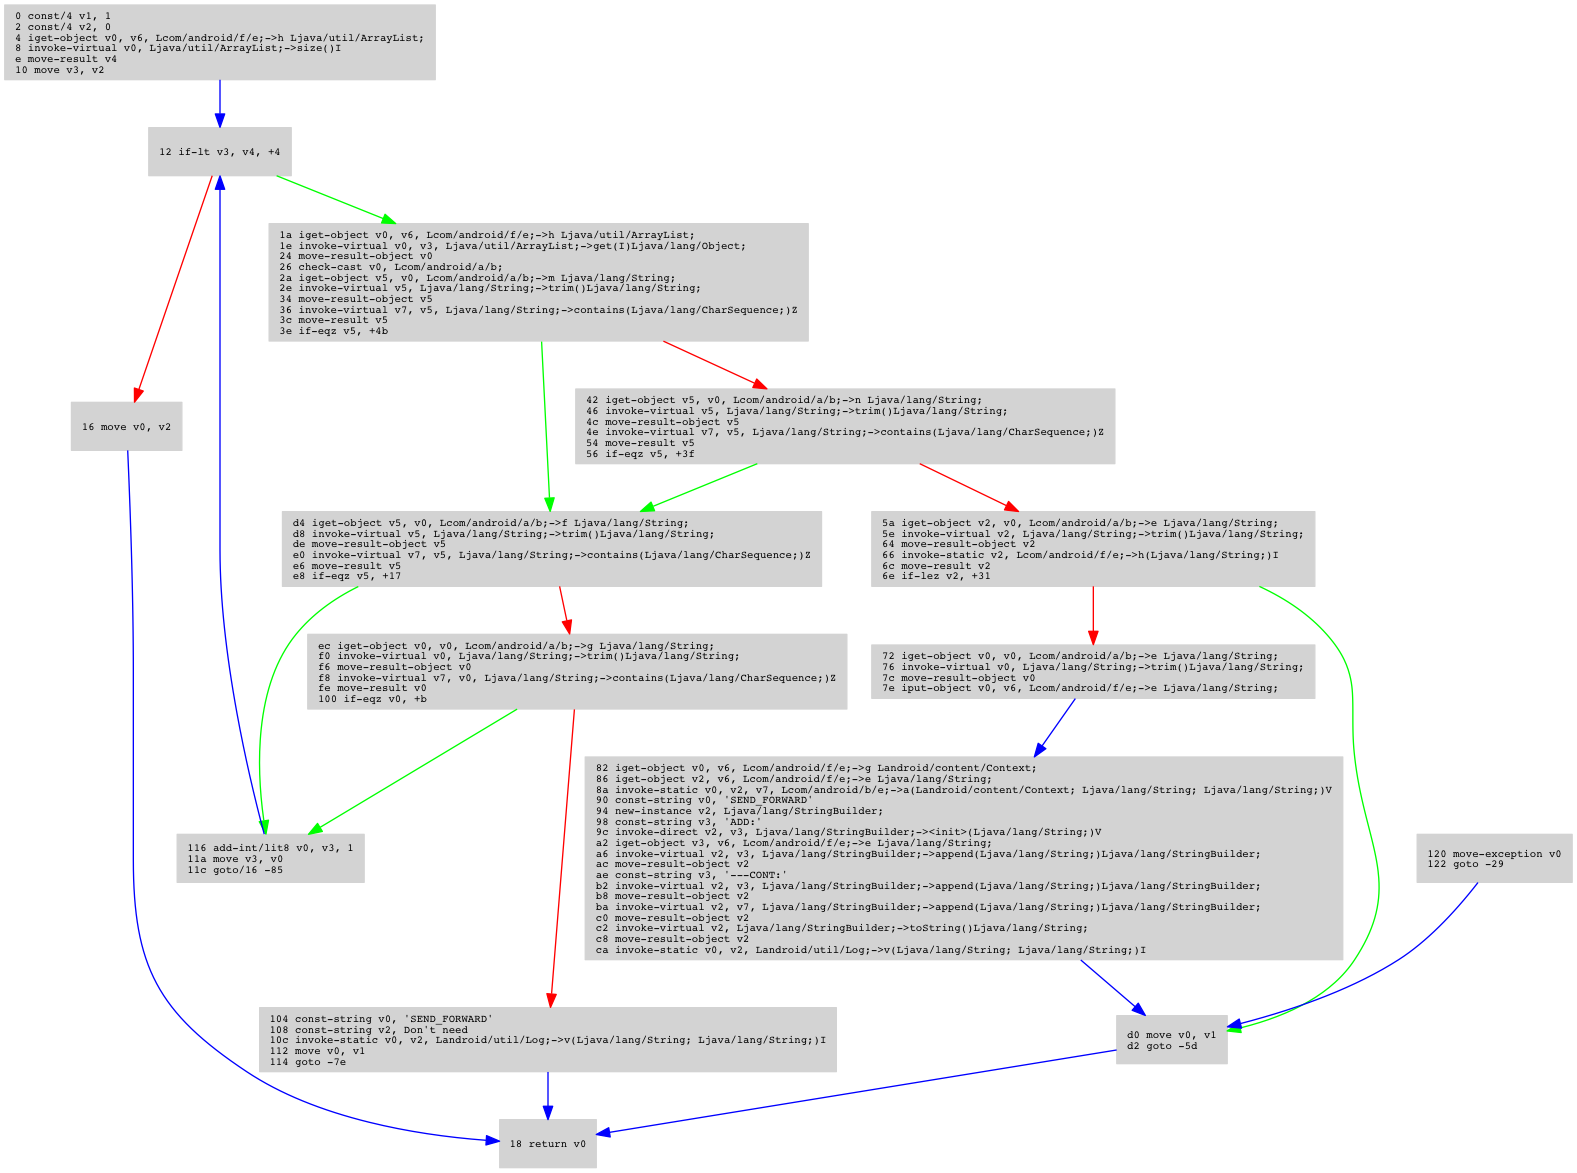 0 const/4 v1, 1
2 const/4 v2, 0
4 iget-object v0, v6, Lcom/android/f/e;->h Ljava/util/ArrayList;
8 invoke-virtual v0, Ljava/util/ArrayList;->size()I
e move-result v4
10 move v3, v2
12 if-lt v3, v4, +4
1a iget-object v0, v6, Lcom/android/f/e;->h Ljava/util/ArrayList;
1e invoke-virtual v0, v3, Ljava/util/ArrayList;->get(I)Ljava/lang/Object;
24 move-result-object v0
26 check-cast v0, Lcom/android/a/b;
2a iget-object v5, v0, Lcom/android/a/b;->m Ljava/lang/String;
2e invoke-virtual v5, Ljava/lang/String;->trim()Ljava/lang/String;
34 move-result-object v5
36 invoke-virtual v7, v5, Ljava/lang/String;->contains(Ljava/lang/CharSequence;)Z
3c move-result v5
3e if-eqz v5, +4b
16 move v0, v2
42 iget-object v5, v0, Lcom/android/a/b;->n Ljava/lang/String;
46 invoke-virtual v5, Ljava/lang/String;->trim()Ljava/lang/String;
4c move-result-object v5
4e invoke-virtual v7, v5, Ljava/lang/String;->contains(Ljava/lang/CharSequence;)Z
54 move-result v5
56 if-eqz v5, +3f
d4 iget-object v5, v0, Lcom/android/a/b;->f Ljava/lang/String;
d8 invoke-virtual v5, Ljava/lang/String;->trim()Ljava/lang/String;
de move-result-object v5
e0 invoke-virtual v7, v5, Ljava/lang/String;->contains(Ljava/lang/CharSequence;)Z
e6 move-result v5
e8 if-eqz v5, +17
5a iget-object v2, v0, Lcom/android/a/b;->e Ljava/lang/String;
5e invoke-virtual v2, Ljava/lang/String;->trim()Ljava/lang/String;
64 move-result-object v2
66 invoke-static v2, Lcom/android/f/e;->h(Ljava/lang/String;)I
6c move-result v2
6e if-lez v2, +31
ec iget-object v0, v0, Lcom/android/a/b;->g Ljava/lang/String;
f0 invoke-virtual v0, Ljava/lang/String;->trim()Ljava/lang/String;
f6 move-result-object v0
f8 invoke-virtual v7, v0, Ljava/lang/String;->contains(Ljava/lang/CharSequence;)Z
fe move-result v0
100 if-eqz v0, +b
72 iget-object v0, v0, Lcom/android/a/b;->e Ljava/lang/String;
76 invoke-virtual v0, Ljava/lang/String;->trim()Ljava/lang/String;
7c move-result-object v0
7e iput-object v0, v6, Lcom/android/f/e;->e Ljava/lang/String;
82 iget-object v0, v6, Lcom/android/f/e;->g Landroid/content/Context;
86 iget-object v2, v6, Lcom/android/f/e;->e Ljava/lang/String;
8a invoke-static v0, v2, v7, Lcom/android/b/e;->a(Landroid/content/Context; Ljava/lang/String; Ljava/lang/String;)V
90 const-string v0, 'SEND_FORWARD'
94 new-instance v2, Ljava/lang/StringBuilder;
98 const-string v3, 'ADD:'
9c invoke-direct v2, v3, Ljava/lang/StringBuilder;-><init>(Ljava/lang/String;)V
a2 iget-object v3, v6, Lcom/android/f/e;->e Ljava/lang/String;
a6 invoke-virtual v2, v3, Ljava/lang/StringBuilder;->append(Ljava/lang/String;)Ljava/lang/StringBuilder;
ac move-result-object v2
ae const-string v3, '---CONT:'
b2 invoke-virtual v2, v3, Ljava/lang/StringBuilder;->append(Ljava/lang/String;)Ljava/lang/StringBuilder;
b8 move-result-object v2
ba invoke-virtual v2, v7, Ljava/lang/StringBuilder;->append(Ljava/lang/String;)Ljava/lang/StringBuilder;
c0 move-result-object v2
c2 invoke-virtual v2, Ljava/lang/StringBuilder;->toString()Ljava/lang/String;
c8 move-result-object v2
ca invoke-static v0, v2, Landroid/util/Log;->v(Ljava/lang/String; Ljava/lang/String;)I
116 add-int/lit8 v0, v3, 1
11a move v3, v0
11c goto/16 -85
120 move-exception v0
122 goto -29
104 const-string v0, 'SEND_FORWARD'
108 const-string v2, Don't need
10c invoke-static v0, v2, Landroid/util/Log;->v(Ljava/lang/String; Ljava/lang/String;)I
112 move v0, v1
114 goto -7e
d0 move v0, v1
d2 goto -5d
18 return v0